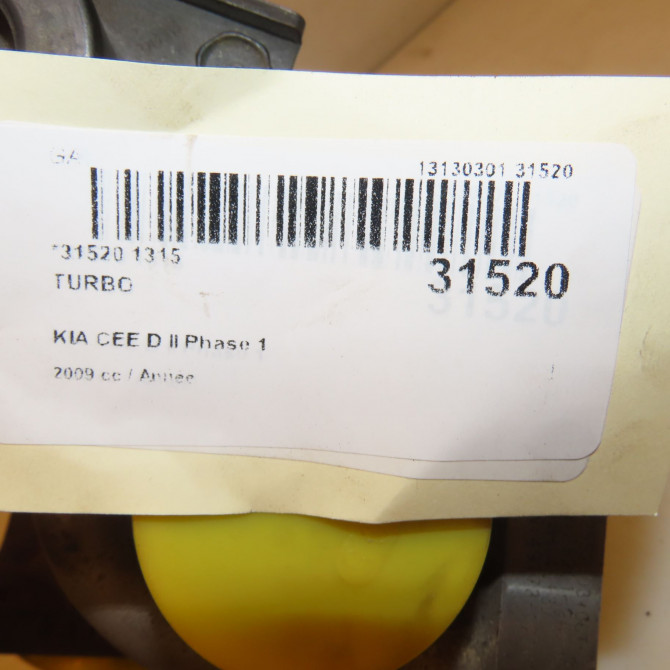 GA
13130301 31520
*31520 1315
31520
TURBO
KIA CEE D II Phase 1
2009 cc / Annee